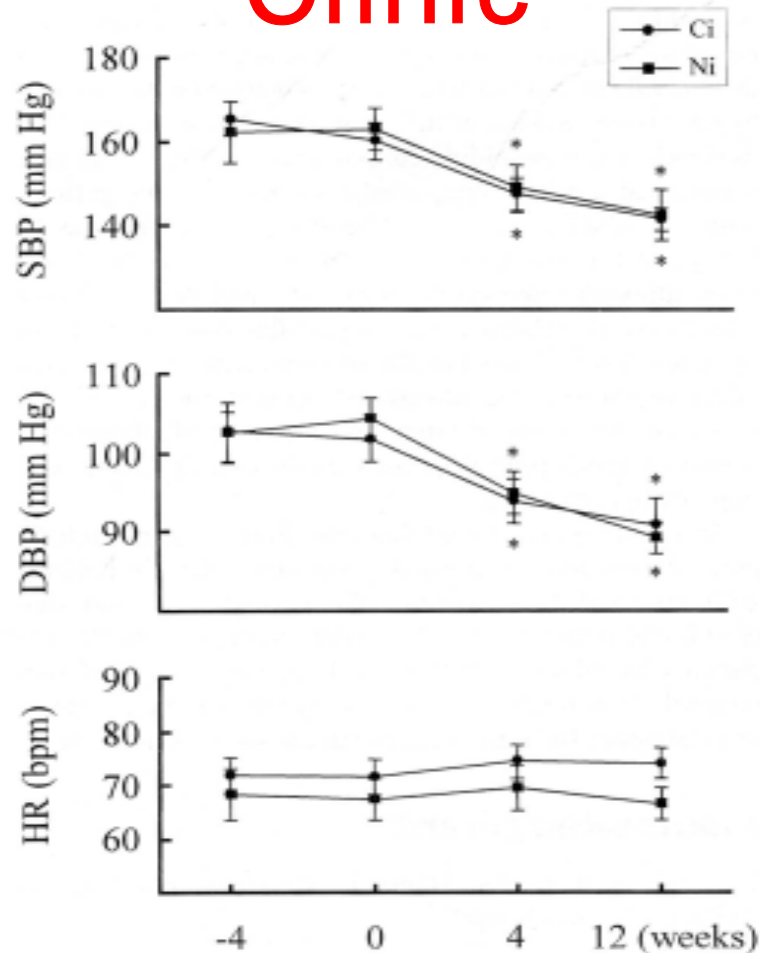 Clinic
Ci
Ni
SBP (mm Hg)
180
160
140
* *
* *
DBP (mm Hg)
110
100
90
* *
* *
HR (bpm)
90
80
70
60
-4 0 4 12 (weeks)